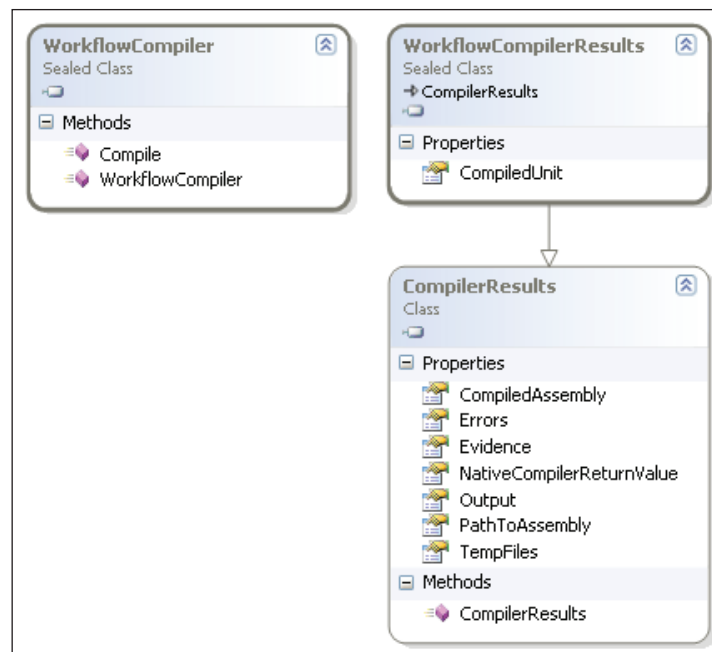 WorkflowCompiler
Sealed Class
Methods
Compile
WorkflowCompiler
WorkflowCompilerResults
Sealed Class
CompilerResults
Properties
CompiledUnit
CompilerResults
Class
Properties
CompiledAssembly
Errors
Evidence
NativeCompilerReturnValue
Output
PathToAssembly
TempFiles
Methods
CompilerResults